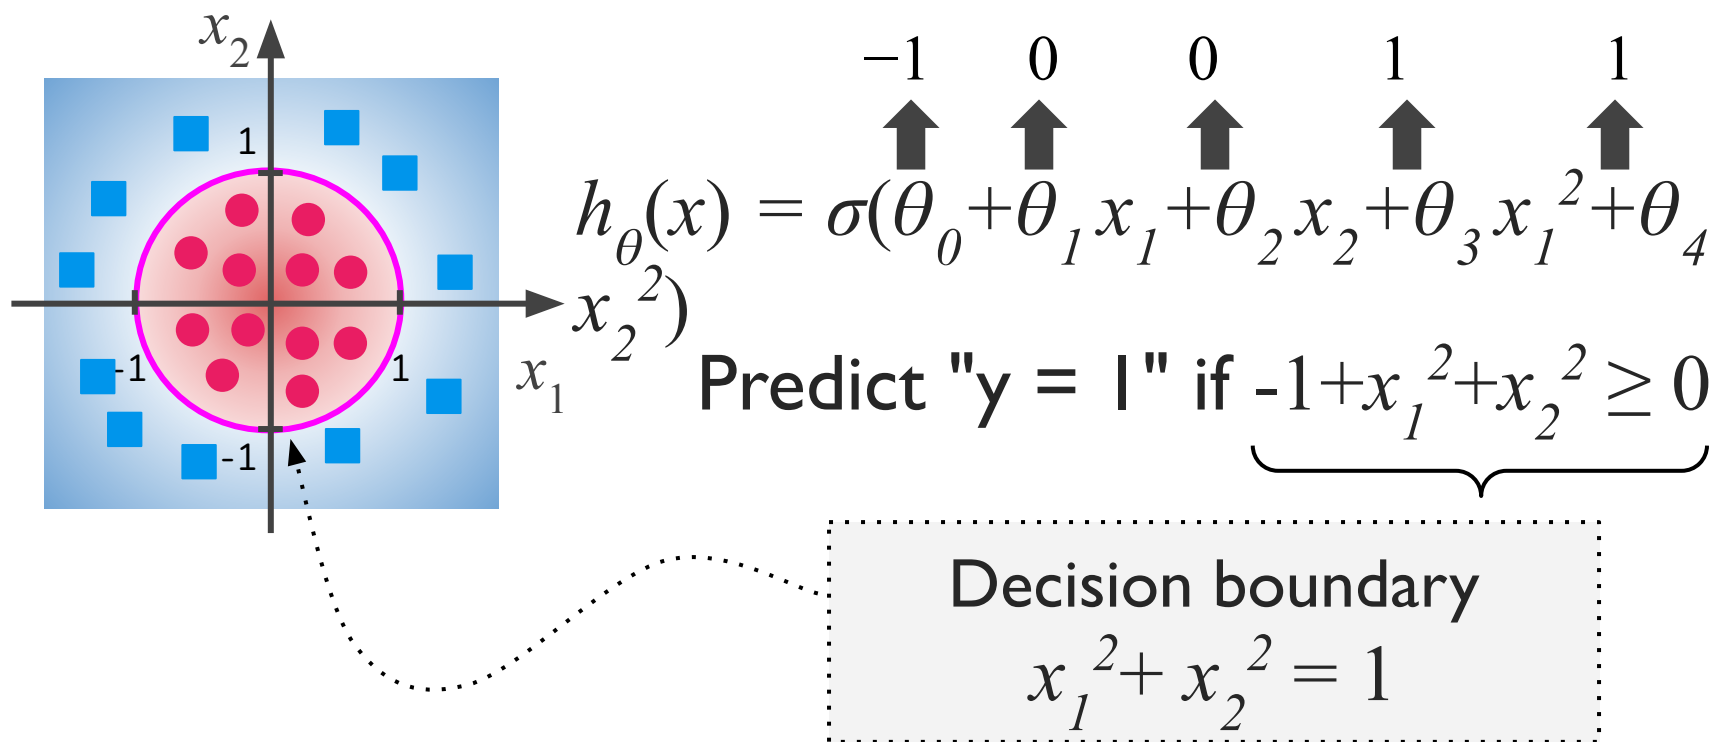 x₂
−1 0 0 1 1
1
h_θ(x) = σ(θ₀+θ₁x₁+θ₂x₂+θ₃x₁²+θ₄
x₂²)
-1 1 x₁
Predict "y = 1" if -1+x₁²+x₂² ≥ 0
-1
Decision boundary
x₁²+ x₂² = 1